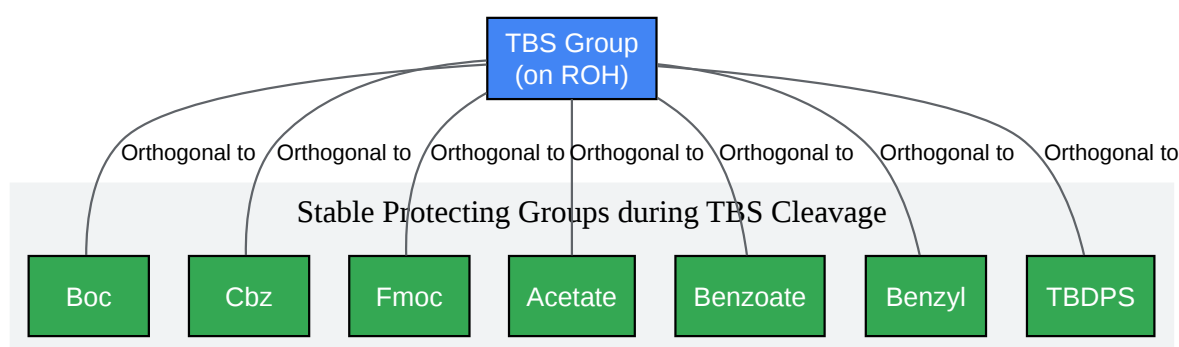 TBS Group
(on ROH)
Orthogonal to
Orthogonal to
Orthogonal to
Orthogonal to
Orthogonal to
Orthogonal to
Orthogonal to
Stable Protecting Groups during TBS Cleavage
Boc
Cbz
Fmoc
Acetate
Benzoate
Benzyl
TBDPS